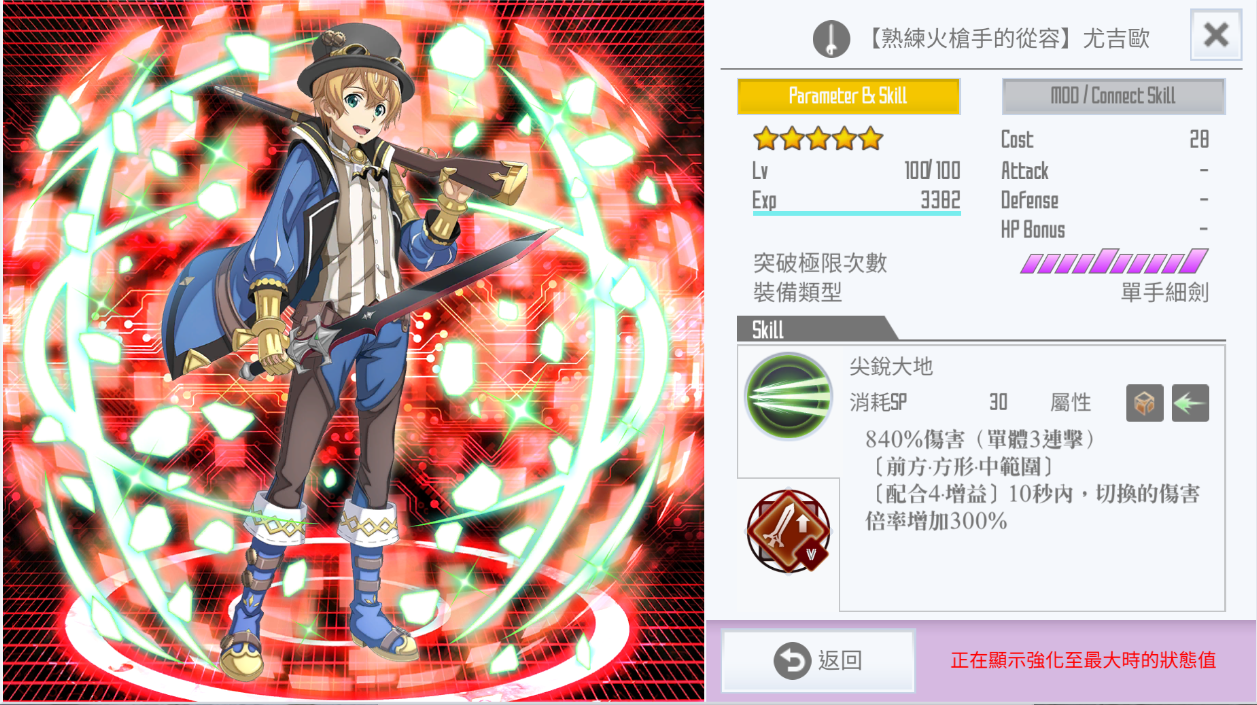 【熟練火槍手的從容】尤吉歐
Parameter & Skill
MOD / Connect Skill
Lv 100/100
Exp 3382
Cost 28
Attack -
Defense -
HP Bonus -
突破極限次數
裝備類型 單手細劍
Skill
尖銳大地
消耗SP 30 屬性
840%傷害（單體3連擊）
〔前方·方形·中範圍〕
〔配合4·增益〕10秒內，切換的傷害
倍率增加300%
V
返回
正在顯示強化至最大時的狀態值